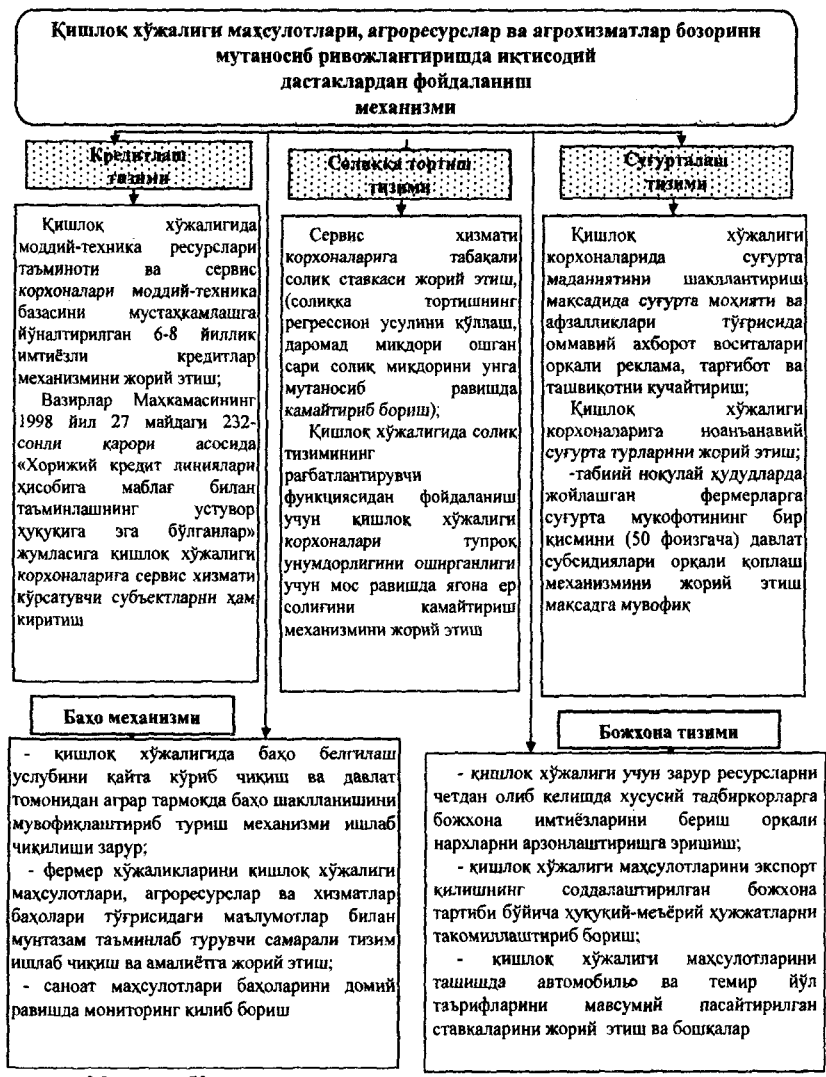 Қишлоқ хўжалиги маҳсулотлари, агроресурслар ва агрохизматлар бозорини
мутаносиб ривожлантиришда иқтисодий
дастаклардан фойдаланиш
механизми
Кредитлаш
тизими
Солиққа тортиш
тизими
Суғурталаш
тизими
Қишлоқ хўжалигида
моддий-техника ресурслари
таъминоти ва сервис
корхоналари моддий-техника
базасини мустаҳкамлашга
йўналтирилган 6-8 йиллик
имтиёзли кредитлар
механизмини жорий этиш;
Вазирлар Маҳкамасининг
1998 йил 27 майдаги 232-
сонли қарори асосида
«Хорижий кредит линиялари
ҳисобига маблағ билан
таъминлашнинг устувор
ҳуқуқига эга бўлганлар»
жумласига қишлоқ хўжалиги
корхоналарига сервис хизмати
кўрсатувчи субъектларни ҳам
киритиш
Сервис хизмати
корхоналарига табақали
солиқ ставкаси жорий этиш,
(солиққа тортишнинг
регрессион усулини қўллаш,
даромад миқдори ошган
сари солиқ миқдорини унга
мутаносиб равишда
камайтириб бориш);
Қишлоқ хўжалигида солиқ
тизимининг
рағбатлантирувчи
функциясидан фойдаланиш
учун қишлоқ хўжалиги
корхоналари тупроқ
унумдорлигини оширганлиги
учун мос равишда ягона ер
солиғини камайтириш
механизмини жорий этиш
Қишлоқ хўжалиги
корхоналарида суғурта
маданиятини шакллантириш
мақсадида суғурта моҳияти ва
афзалликлари тўғрисида
оммавий ахборот воситалари
орқали реклама, тарғибот ва
ташвиқотни кучайтириш;
Қишлоқ хўжалиги
корхоналарига ноанъанавий
суғурта турларини жорий этиш;
-табиий ноқулай ҳудудларда
жойлашган фермерларга
суғурта мукофотининг бир
қисмини (50 фоизгача) давлат
субсидиялари орқали қоплаш
механизмини жорий этиш
мақсадга мувофиқ
Баҳо механизми
- қишлоқ хўжалигида баҳо белгилаш
услубини қайта кўриб чиқиш ва давлат
томонидан аграр тармоқда баҳо шаклланишини
мувофиқлаштириб туриш механизми ишлаб
чиқилиши зарур;
- фермер хўжаликларини қишлоқ хўжалиги
маҳсулотлари, агроресурслар ва хизматлар
баҳолари тўғрисидаги маълумотлар билан
мунтазам таъминлаб турувчи самарали тизим
ишлаб чиқиш ва амалиётга жорий этиш;
- саноат маҳсулотлари баҳоларини домий
равишда мониторинг қилиб бориш
Божхона тизими
- қишлоқ хўжалиги учун зарур ресурсларни
четдан олиб келишда хусусий тадбиркорларга
божхона имтиёзларини бериш орқали
нархларни арзонлаштиришга эришиш;
- қишлоқ хўжалиги маҳсулотларини экспорт
қилишнинг соддалаштирилган божхона
тартиби бўйича ҳуқуқий-меъёрий ҳужжатларни
такомиллаштириб бориш;
- қишлоқ хўжалиги маҳсулотларини
ташишда автомобиль ва темир йўл
таърифларини мавсумий пасайтирилган
ставкаларини жорий этиш ва бошқалар